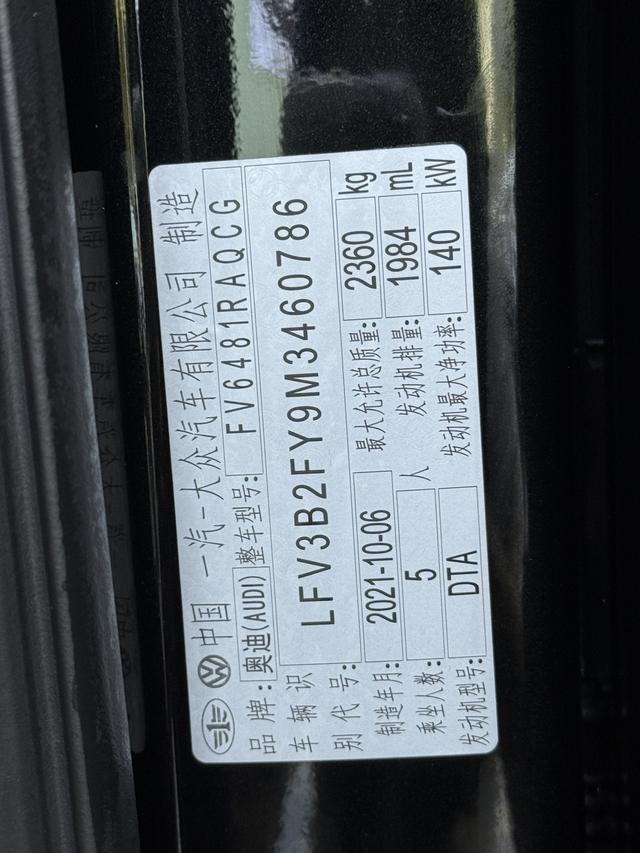 中国 一汽-大众汽车有限公司 制造
品牌: 奥迪(AUDI) 整车型号: FV6481RAQCG
车辆识别代号: LFV3B2FY9M3460786
制造年月: 2021-10-06 最大允许总质量: 2360 kg
乘坐人数: 5 人 发动机排量: 1984 mL
发动机型号: DTA 发动机最大净功率: 140 kW